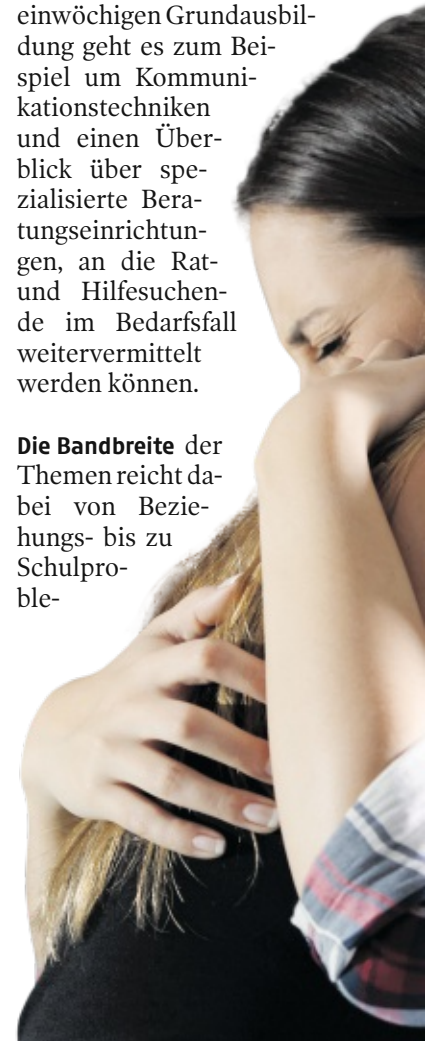 einwöchigen Grundausbil-
dung geht es zum Bei-
spiel um Kommuni-
kationstechniken
und einen Über-
blick über spe-
zialisierte Bera-
tungseinrichtun-
gen, an die Rat-
und Hilfesuchen-
de im Bedarfsfall
weitervermittelt
werden können.
Die Bandbreite der
Themen reicht da-
bei von Bezie-
hungs- bis zu
Schulpro-
ble-